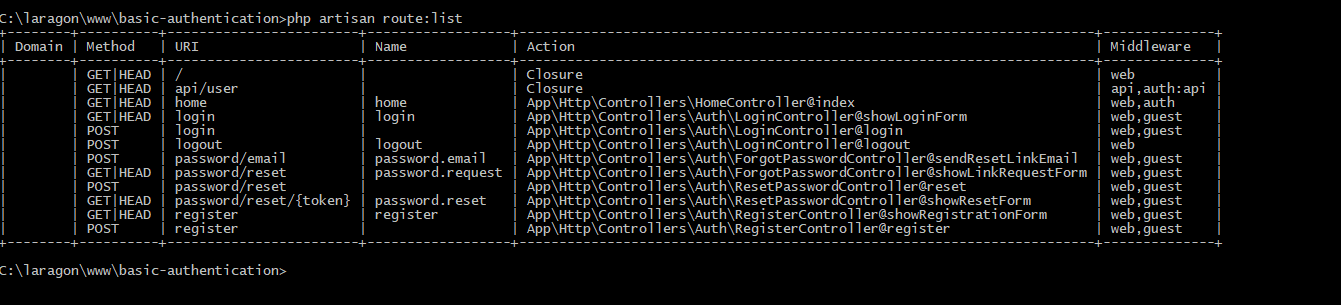 C:\laragon\www\basic-authentication>php artisan route:list
+--------+----------+------------------------+------------------+------------------------------------------------------------------------+--------------+
| Domain | Method   | URI                    | Name             | Action                                                                 | Middleware   |
+--------+----------+------------------------+------------------+------------------------------------------------------------------------+--------------+
|        | GET|HEAD | /                      |                  | Closure                                                                | web          |
|        | GET|HEAD | api/user               |                  | Closure                                                                | api,auth:api |
|        | GET|HEAD | home                   | home             | App\Http\Controllers\HomeController@index                              | web,auth     |
|        | GET|HEAD | login                  | login            | App\Http\Controllers\Auth\LoginController@showLoginForm                | web,guest    |
|        | POST     | login                  |                  | App\Http\Controllers\Auth\LoginController@login                        | web,guest    |
|        | POST     | logout                 | logout           | App\Http\Controllers\Auth\LoginController@logout                       | web          |
|        | POST     | password/email         | password.email   | App\Http\Controllers\Auth\ForgotPasswordController@sendResetLinkEmail  | web,guest    |
|        | GET|HEAD | password/reset         | password.request | App\Http\Controllers\Auth\ForgotPasswordController@showLinkRequestForm | web,guest    |
|        | POST     | password/reset         |                  | App\Http\Controllers\Auth\ResetPasswordController@reset                | web,guest    |
|        | GET|HEAD | password/reset/{token} | password.reset   | App\Http\Controllers\Auth\ResetPasswordController@showResetForm        | web,guest    |
|        | GET|HEAD | register               | register         | App\Http\Controllers\Auth\RegisterController@showRegistrationForm      | web,guest    |
|        | POST     | register               |                  | App\Http\Controllers\Auth\RegisterController@register                  | web,guest    |
+--------+----------+------------------------+------------------+------------------------------------------------------------------------+--------------+
C:\laragon\www\basic-authentication>